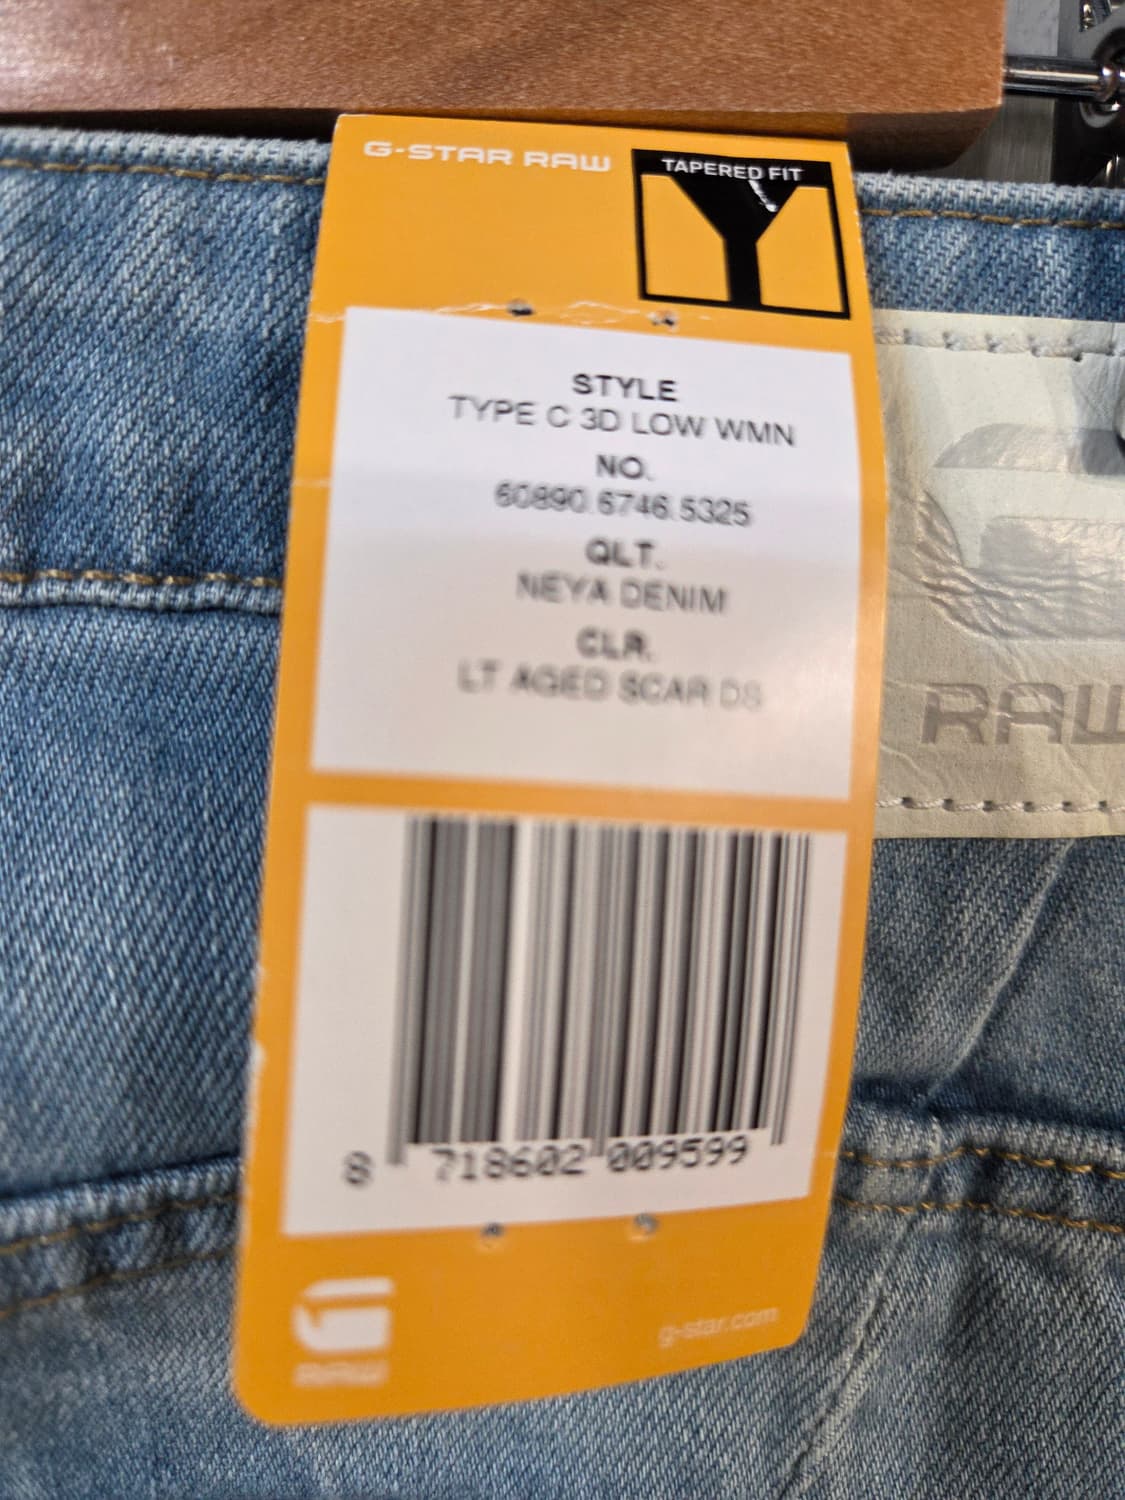 G-STAR RAW
TAPERED FIT
STYLE
TYPE C 3D LOW WMN
NO.
60890.6746.5325
QLT.
NEYA DENIM
CLR.
LT AGED SCAR DS
RAW
8 718602 009599
RAW
g-star.com